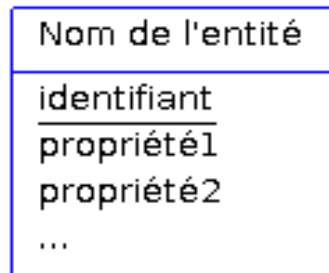 Nom de l'entité
identifiant
propriété1
propriété2
...